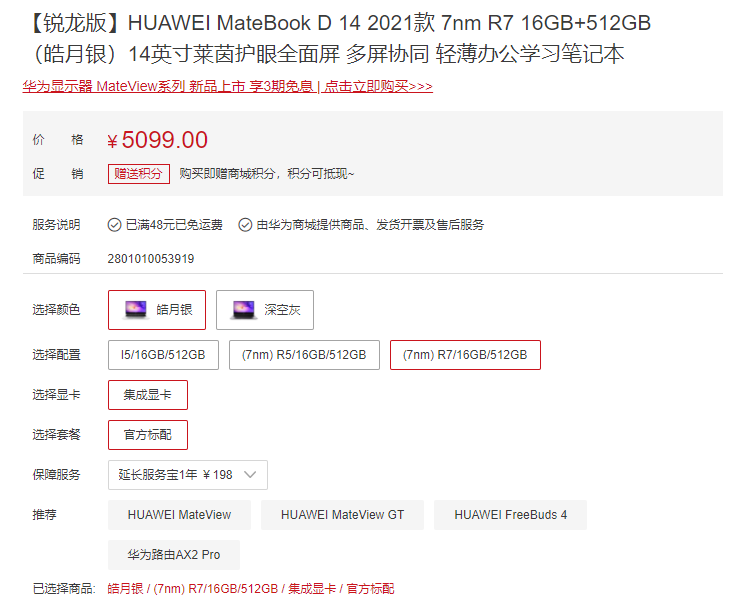 【锐龙版】HUAWEI MateBook D 14 2021款 7nm R7 16GB+512GB
（皓月银）14英寸莱茵护眼全面屏 多屏协同 轻薄办公学习笔记本
华为显示器 MateView系列 新品上市 享3期免息 | 点击立即购买>>>
价 格 ¥ 5099.00
促 销 赠送积分 购买即赠商城积分，积分可抵现~
服务说明 已满48元已免运费 由华为商城提供商品、发货开票及售后服务
商品编码 2801010053919
选择颜色 皓月银 深空灰
选择配置 I5/16GB/512GB (7nm) R5/16GB/512GB (7nm) R7/16GB/512GB
选择显卡 集成显卡
选择套餐 官方标配
保障服务 延长服务宝1年 ￥198
推荐 HUAWEI MateView HUAWEI MateView GT HUAWEI FreeBuds 4
华为路由AX2 Pro
已选择商品: 皓月银 / (7nm) R7/16GB/512GB / 集成显卡 / 官方标配